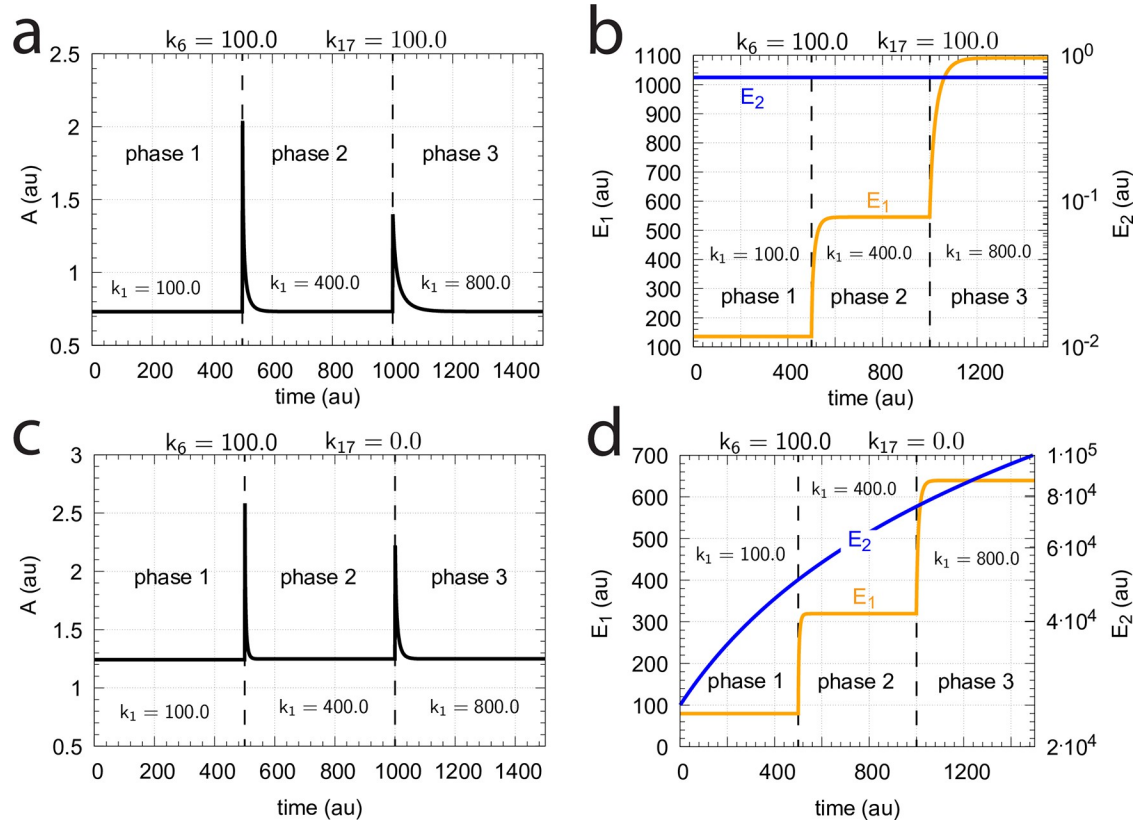 a
k6 = 100.0 k17 = 100.0
2.5
2
1.5
1
0.5
A (au)
phase 1 phase 2 phase 3
k1 = 100.0 k1 = 400.0 k1 = 800.0
0 200 400 600 800 1000 1200 1400
time (au)
b
k6 = 100.0 k17 = 100.0
1100
1000
900
800
700
600
500
400
300
200
100
E1 (au)
10^0
10^-1
10^-2
E2 (au)
E2
E1
k1 = 100.0 k1 = 400.0 k1 = 800.0
phase 1 phase 2 phase 3
0 400 800 1200
time (au)
c
k6 = 100.0 k17 = 0.0
3
2.5
2
1.5
1
0.5
A (au)
phase 1 phase 2 phase 3
k1 = 100.0 k1 = 400.0 k1 = 800.0
0 200 400 600 800 1000 1200 1400
time (au)
d
k6 = 100.0 k17 = 0.0
700
600
500
400
300
200
100
0
E1 (au)
1·10^5
8·10^4
6·10^4
4·10^4
2·10^4
E2 (au)
k1 = 400.0
k1 = 100.0 E2 k1 = 800.0
E1
phase 1 phase 2 phase 3
0 400 800 1200
time (au)